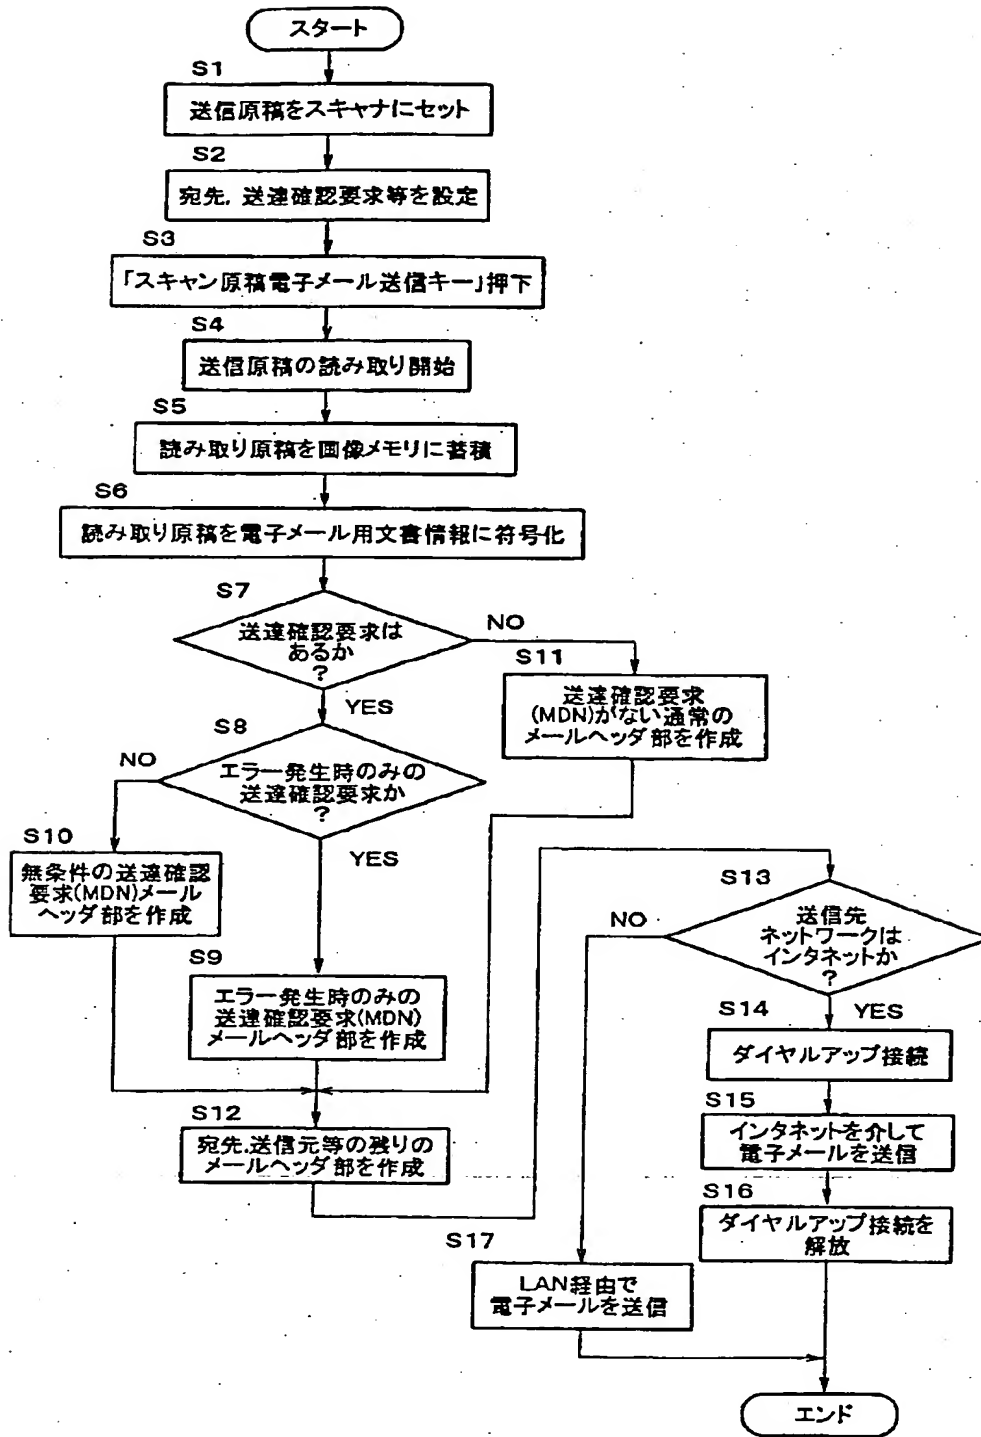 スタート
S1
送信原稿をスキャナにセット
S2
宛先, 送達確認要求等を設定
S3
「スキャン原稿電子メール送信キー」押下
S4
送信原稿の読み取り開始
S5
読み取り原稿を画像メモリに蓄積
S6
読み取り原稿を電子メール用文書情報に符号化
S7
送達確認要求は
あるか
?
NO
YES
S11
送達確認要求
(MDN)がない通常の
メールヘッダ部を作成
S8
エラー発生時のみの
送達確認要求か
?
NO
YES
S10
無条件の送達確認
要求(MDN)メール
ヘッダ部を作成
S9
エラー発生時のみの
送達確認要求(MDN)
メールヘッダ部を作成
S12
宛先,送信元等の残りの
メールヘッダ部を作成
S13
送信先
ネットワークは
インタネットか
?
NO
YES
S14
ダイヤルアップ接続
S15
インタネットを介して
電子メールを送信
S16
ダイヤルアップ接続を
解放
S17
LAN経由で
電子メールを送信
エンド